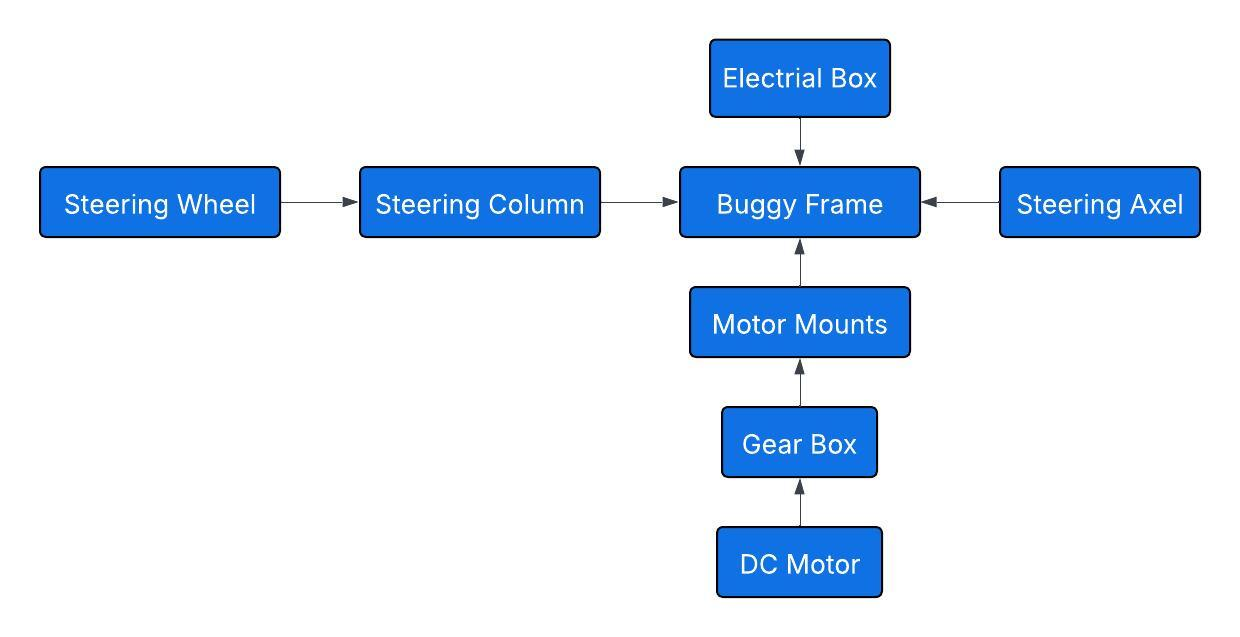 Electrial Box
Steering Wheel
Steering Column
Buggy Frame
Steering Axel
Motor Mounts
Gear Box
DC Motor